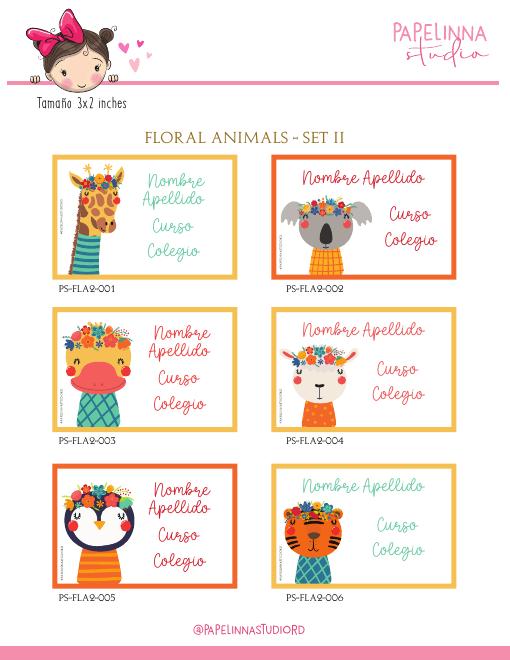 PAPELINNA
studio
Tamaño 3x2 inches
FLORAL ANIMALS - SET II
Nombre
Apellido
Curso
Colegio
PS-FLA2-001
Nombre Apellido
Curso
Colegio
PS-FLA2-002
Nombre
Apellido
Curso
Colegio
PS-FLA2-003
Nombre Apellido
Curso
Colegio
PS-FLA2-004
Nombre
Apellido
Curso
Colegio
PS-FLA2-005
Nombre Apellido
Curso
Colegio
PS-FLA2-006
@PAPELINNASTUDIORD